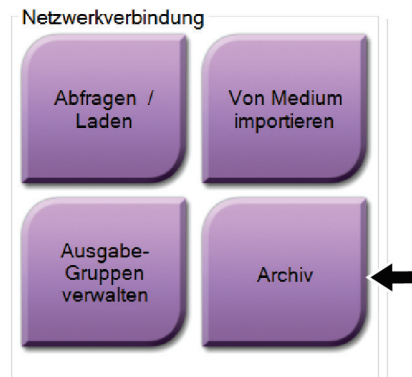 Netzwerkverbindung
Abfragen /
Laden
Von Medium
importieren
Ausgabe-
Gruppen
verwalten
Archiv